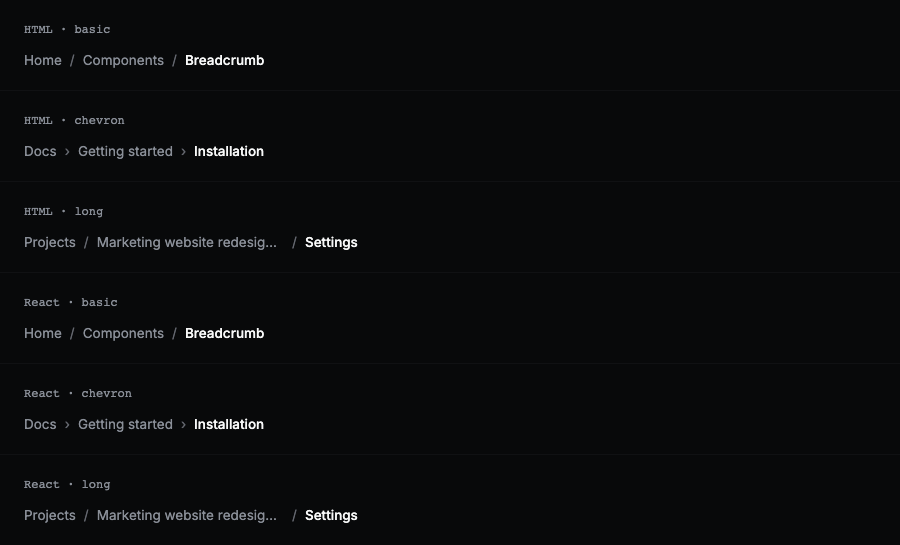 HTML · basic
Home / Components / Breadcrumb
HTML · chevron
Docs › Getting started › Installation
HTML · long
Projects / Marketing website redesig... / Settings
React · basic
Home / Components / Breadcrumb
React · chevron
Docs › Getting started › Installation
React · long
Projects / Marketing website redesig... / Settings